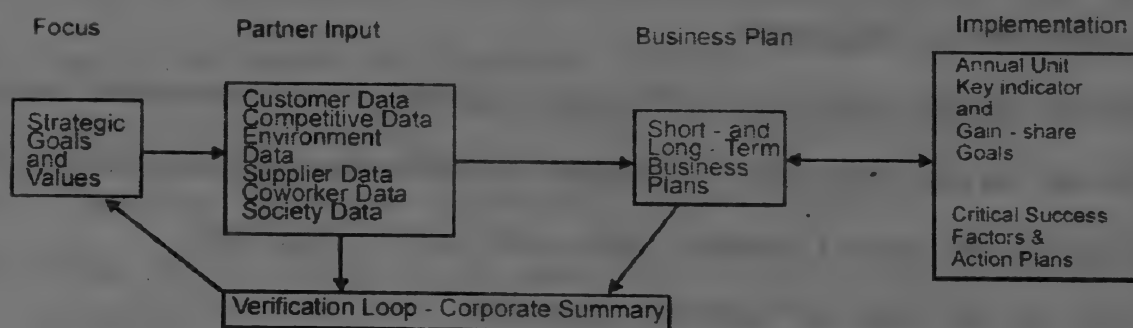 Focus
Partner Input
Business Plan
Implementation
Strategic
Goals
and
Values
Customer Data
Competitive Data
Environment
Data
Supplier Data
Coworker Data
Society Data
Short - and
Long - Term
Business
Plans
Annual Unit
Key indicator
and
Gain - share
Goals
Critical Success
Factors &
Action Plans
Verification Loop - Corporate Summary